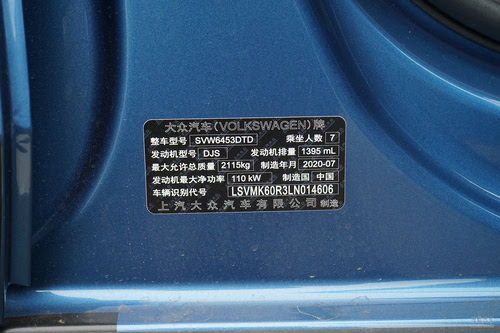 大众汽车(VOLKSWAGEN)牌
整车型号 SVW6453DTD 乘坐人数 7
发动机型号 DJS 发动机排量 1395 mL
最大允许总质量 2115kg 制造年月 2020-07
发动机最大净功率 110 kW 制造国 中国
车辆识别代号 LSVMK60R3LN014606
上汽大众汽车有限公司 制造